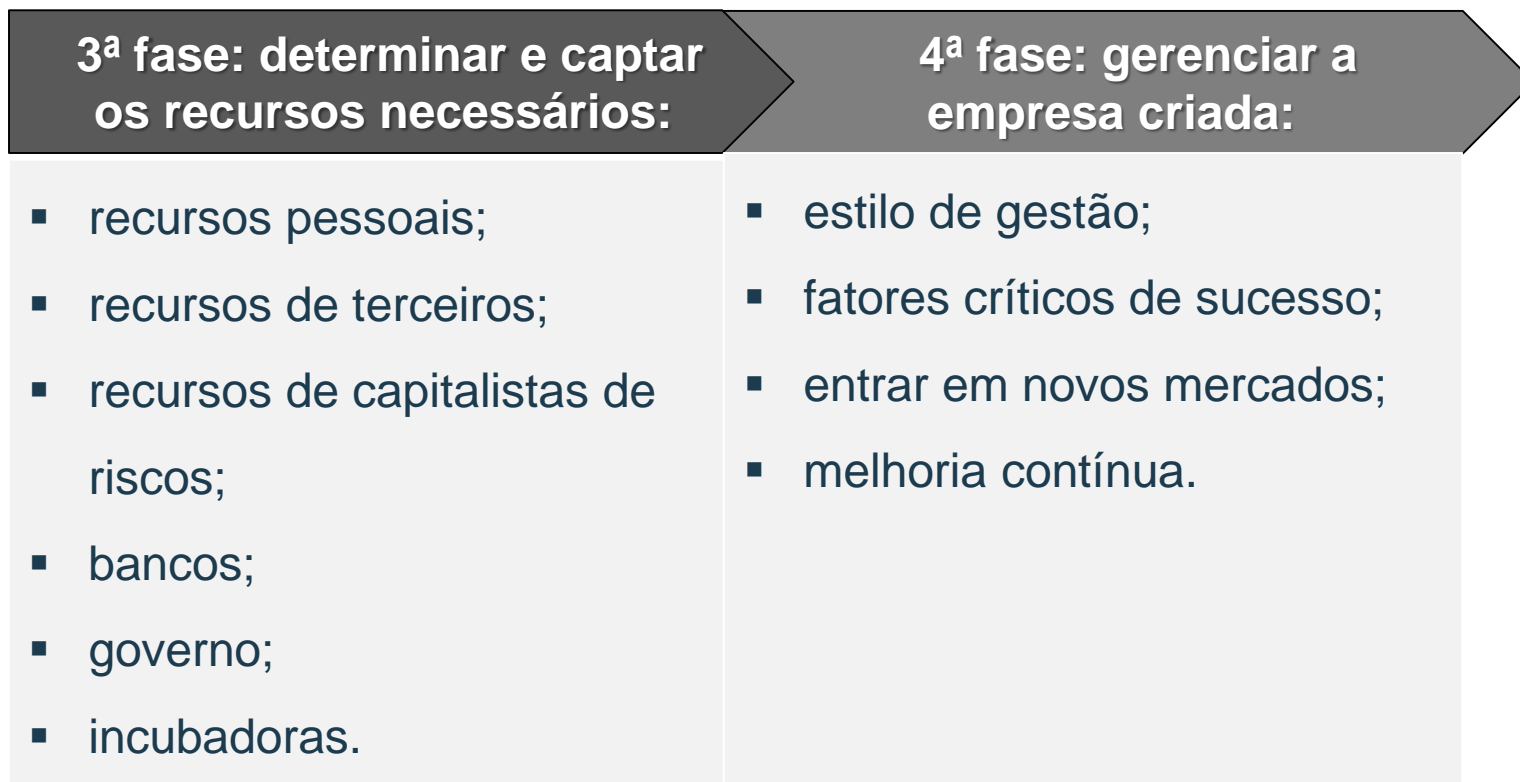 3ª fase: determinar e captar
os recursos necessários:
▪ recursos pessoais;
▪ recursos de terceiros;
▪ recursos de capitalistas de
riscos;
▪ bancos;
▪ governo;
▪ incubadoras.
4ª fase: gerenciar a
empresa criada:
▪ estilo de gestão;
▪ fatores críticos de sucesso;
▪ entrar em novos mercados;
▪ melhoria contínua.